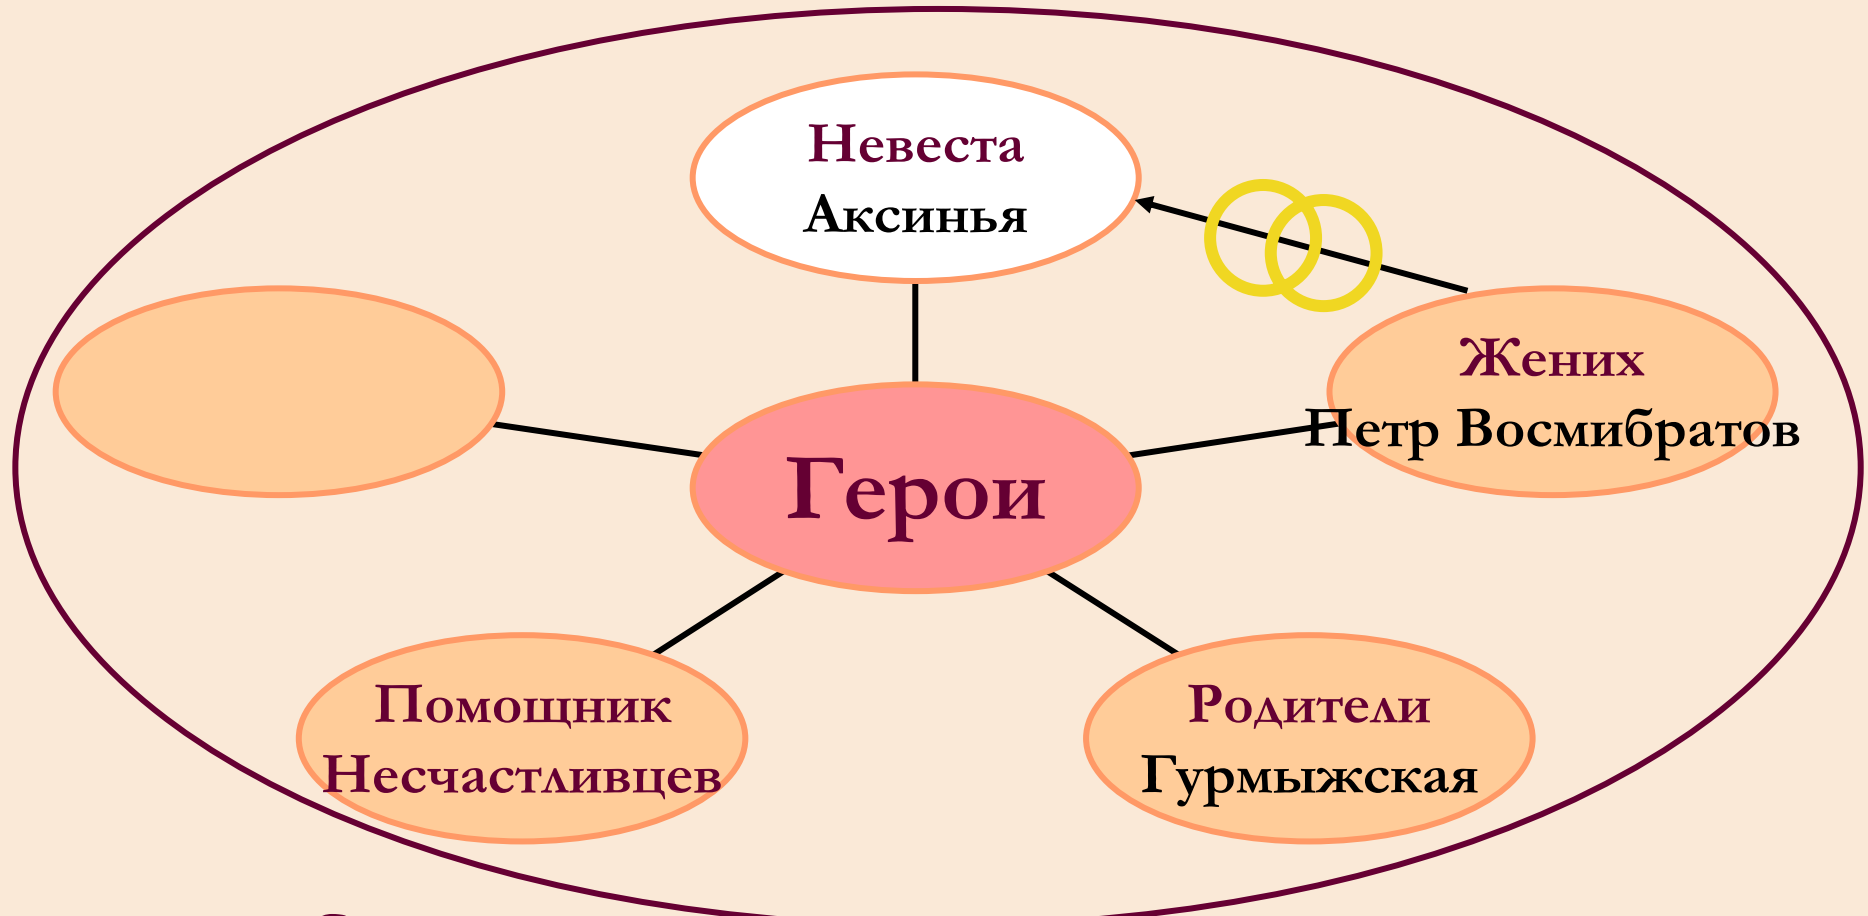 Невеста
Аксинья
Жених
Петр Восмибратов
Герои
Помощник
Несчастливцев
Родители
Гурмыжская